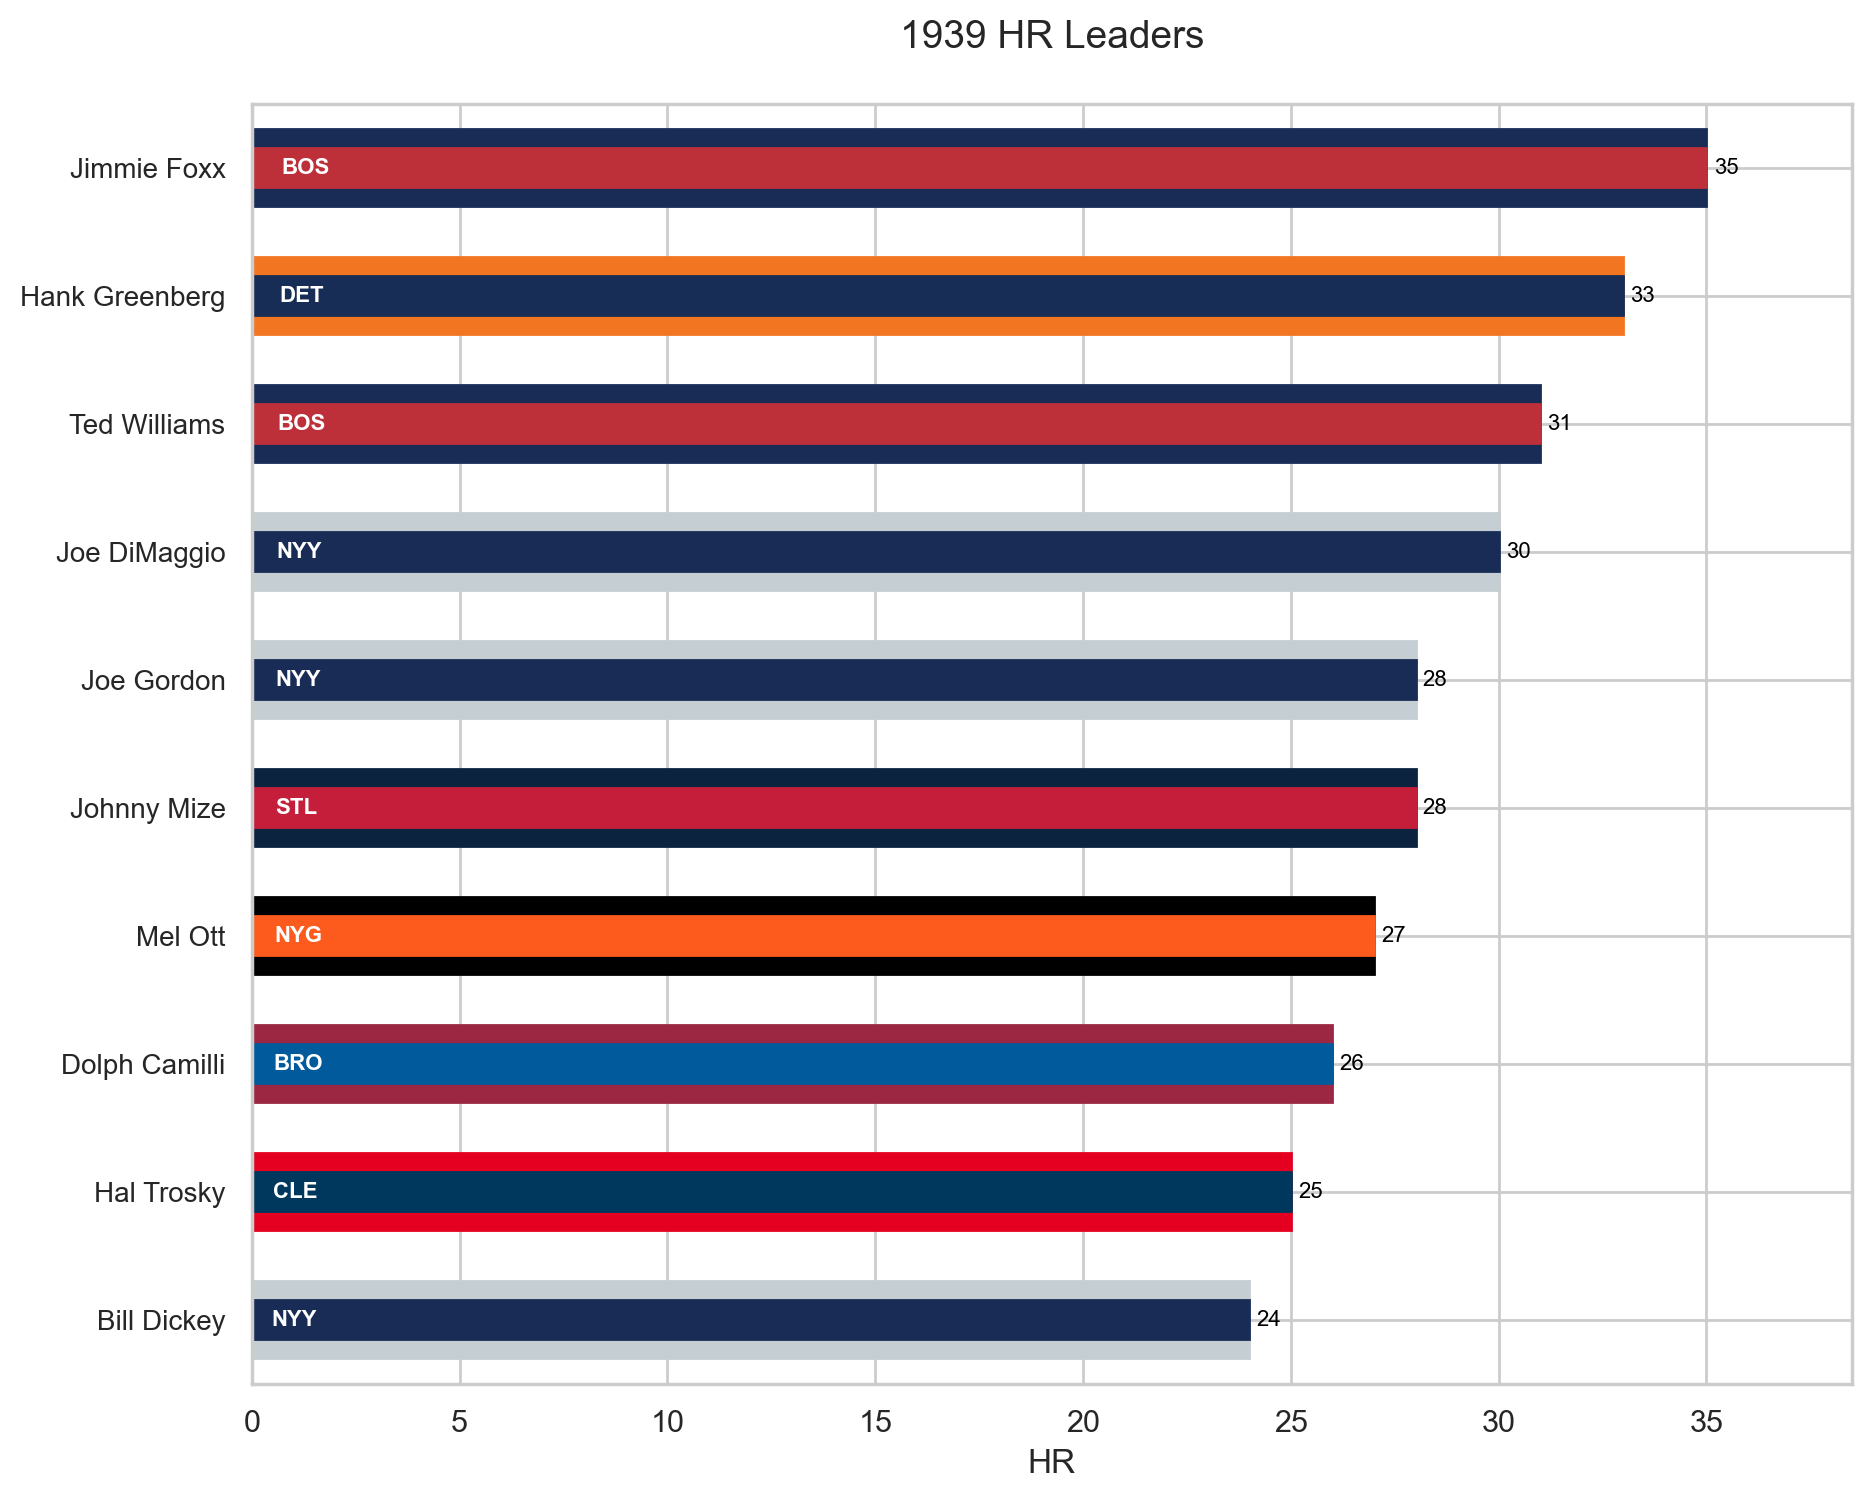 1939 HR Leaders
Jimmie Foxx BOS 35
Hank Greenberg DET 33
Ted Williams BOS 31
Joe DiMaggio NYY 30
Joe Gordon NYY 28
Johnny Mize STL 28
Mel Ott NYG 27
Dolph Camilli BRO 26
Hal Trosky CLE 25
Bill Dickey NYY 24
0 5 10 15 20 25 30 35
HR